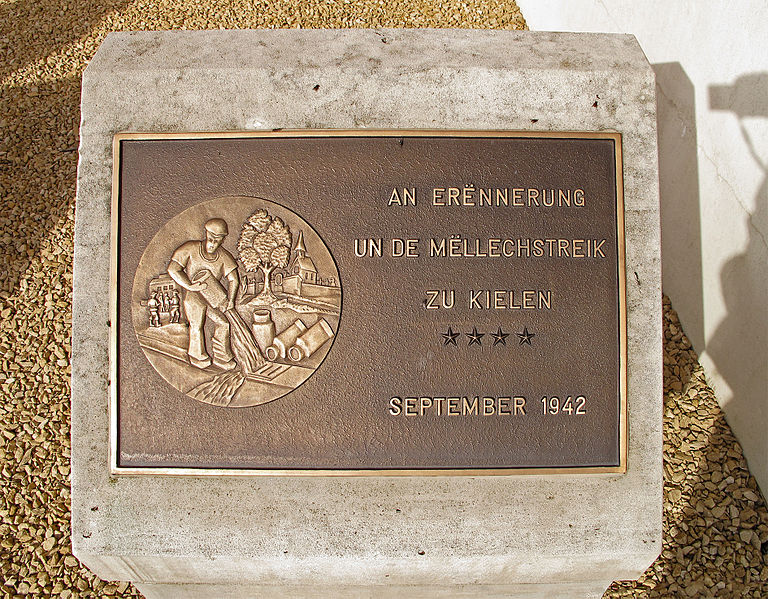 AN ERËNNERUNG
UN DE MËLLECHSTREIK
ZU KIELEN
SEPTEMBER 1942